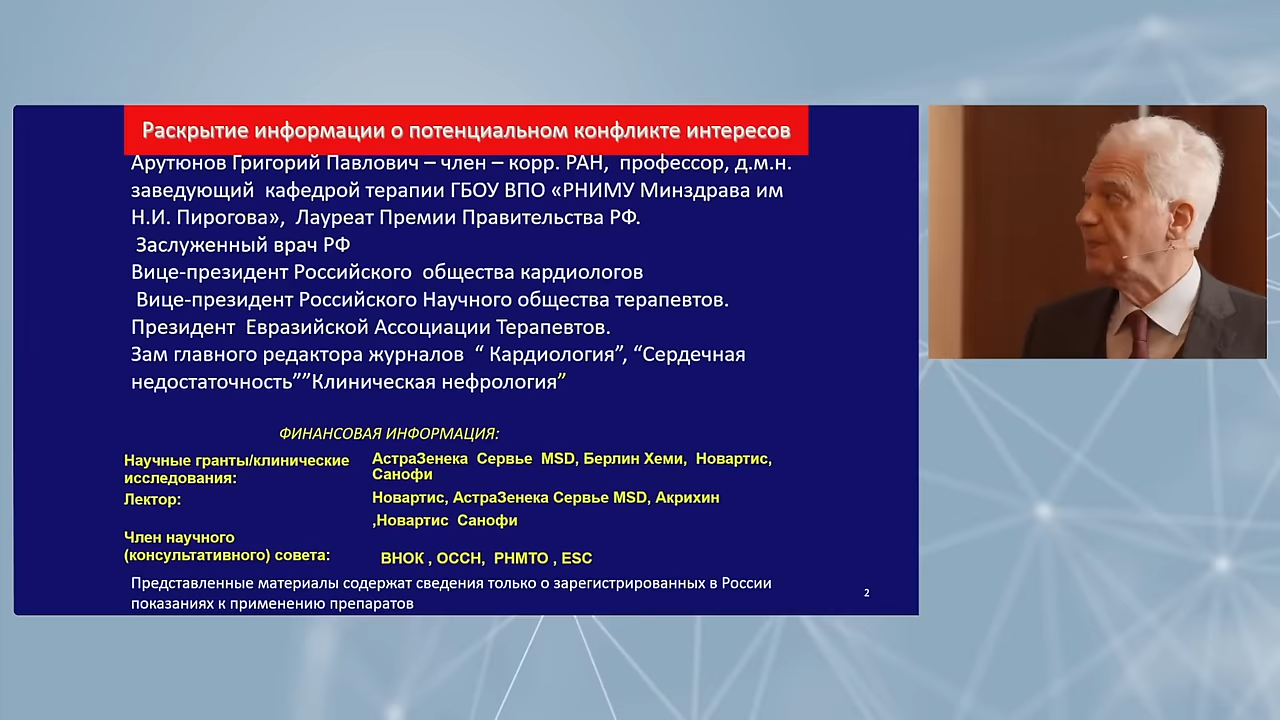 Раскрытие информации о потенциальном конфликте интересов
Арутюнов Григорий Павлович – член – корр. РАН, профессор, д.м.н.
заведующий кафедрой терапии ГБОУ ВПО «РНИМУ Минздрава им
Н.И. Пирогова», Лауреат Премии Правительства РФ.
Заслуженный врач РФ
Вице-президент Российского общества кардиологов
Вице-президент Российского Научного общества терапевтов.
Президент Евразийской Ассоциации Терапевтов.
Зам главного редактора журналов “ Кардиология”, “Сердечная
недостаточность””Клиническая нефрология”
ФИНАНСОВАЯ ИНФОРМАЦИЯ:
Научные гранты/клинические
исследования:
АстраЗенека Сервье MSD, Берлин Хеми, Новартис,
Санофи
Лектор:
Новартис, АстраЗенека Сервье MSD, Акрихин
,Новартис Санофи
Член научного
(консультативного) совета:
ВНОК , ОССН, РНМТО , ESC
Представленные материалы содержат сведения только о зарегистрированных в России
показаниях к применению препаратов
2